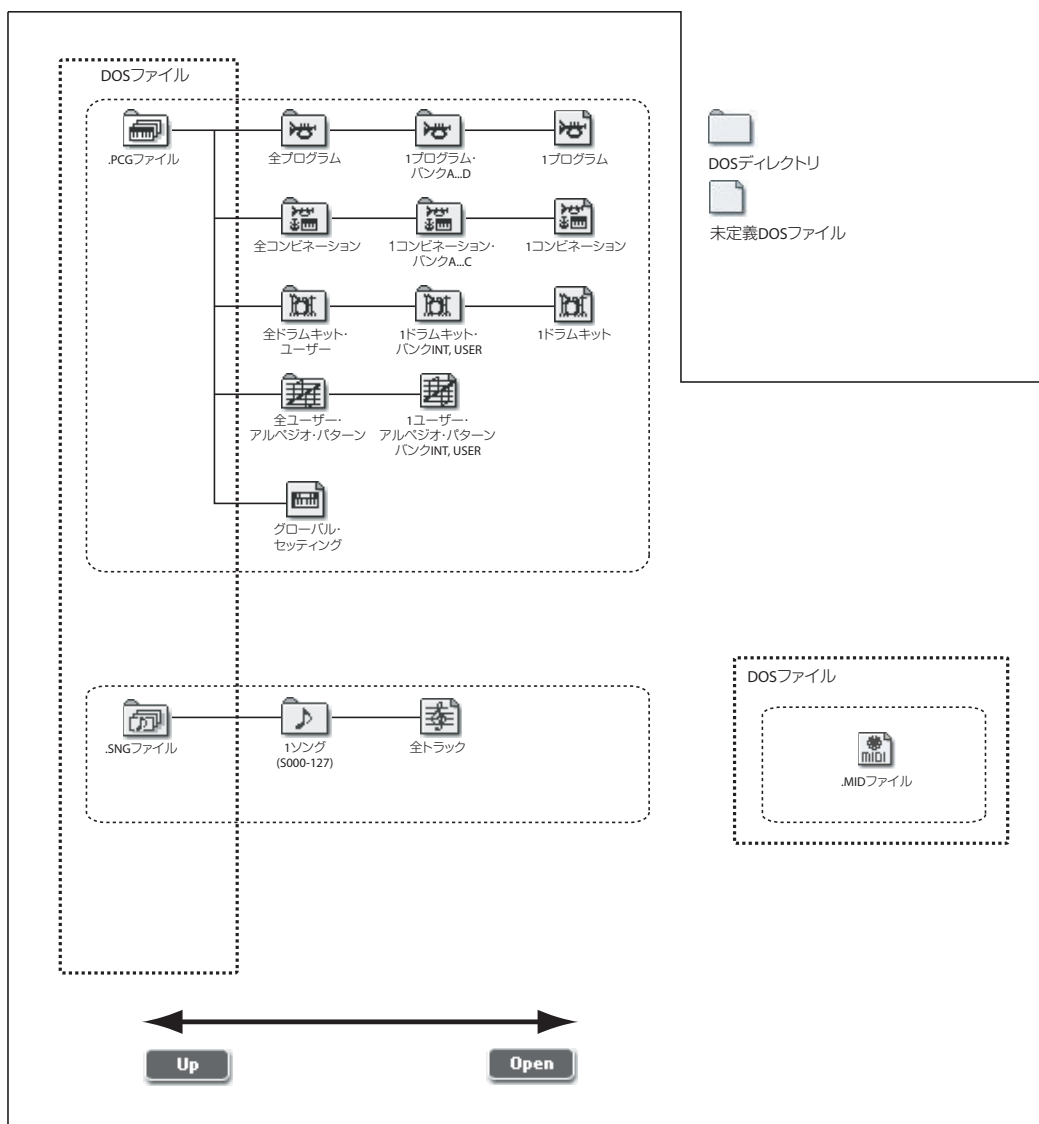 DOSファイル
.PCGファイル
全プログラム
1プログラム・
バンクA...D
1プログラム
全コンビネーション
1コンビネーション・
バンクA...C
1コンビネーション
全ドラムキット・
ユーザー
1ドラムキット・
バンクINT, USER
1ドラムキット
全ユーザー・
アルペジオ・パターン
1ユーザー・
アルペジオ・パターン
バンクINT, USER
グローバル・
セッティング
DOSディレクトリ
未定義DOSファイル
.SNGファイル
1ソング
(S000-127)
全トラック
DOSファイル
MIDI
.MIDファイル
Up
Open